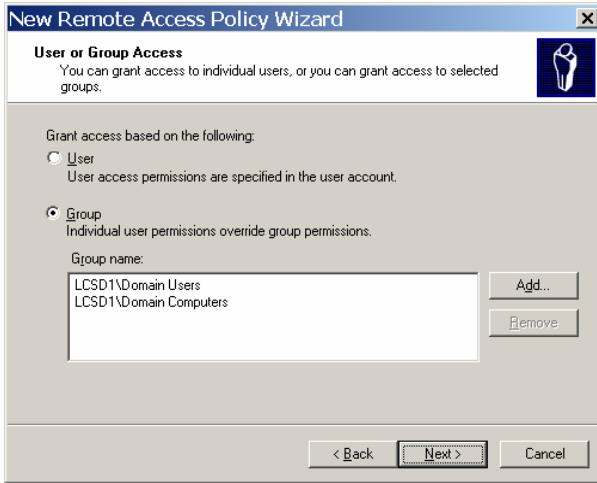 New Remote Access Policy Wizard
User or Group Access
You can grant access to individual users, or you can grant access to selected
groups.
Grant access based on the following:
User
User access permissions are specified in the user account.
Group
Individual user permissions override group permissions.
Group name:
LCSD1\Domain Users
LCSD1\Domain Computers
Add...
Remove
< Back
Next >
Cancel